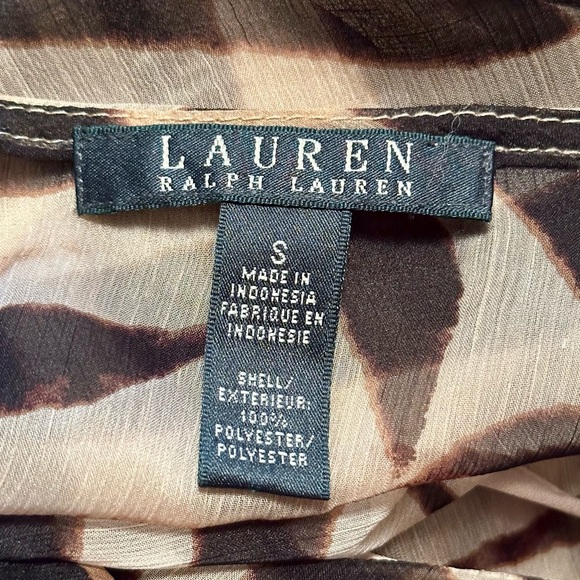 LAUREN
RALPH LAUREN
S
MADE IN
INDONESIA
FABRIQUE EN
INDONESIE
SHELL/
EXTERIEUR:
100%
POLYESTER/
POLYESTER